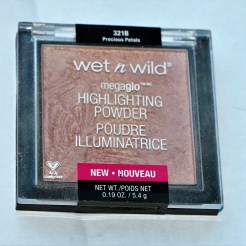 321B
Precious Petals
wet n wild®
megaglo™
HIGHLIGHTING
POWDER
POUDRE
ILLUMINATRICE
NEW • NOUVEAU
NET WT./POIDS NET
0.19 OZ. / 5.4 g